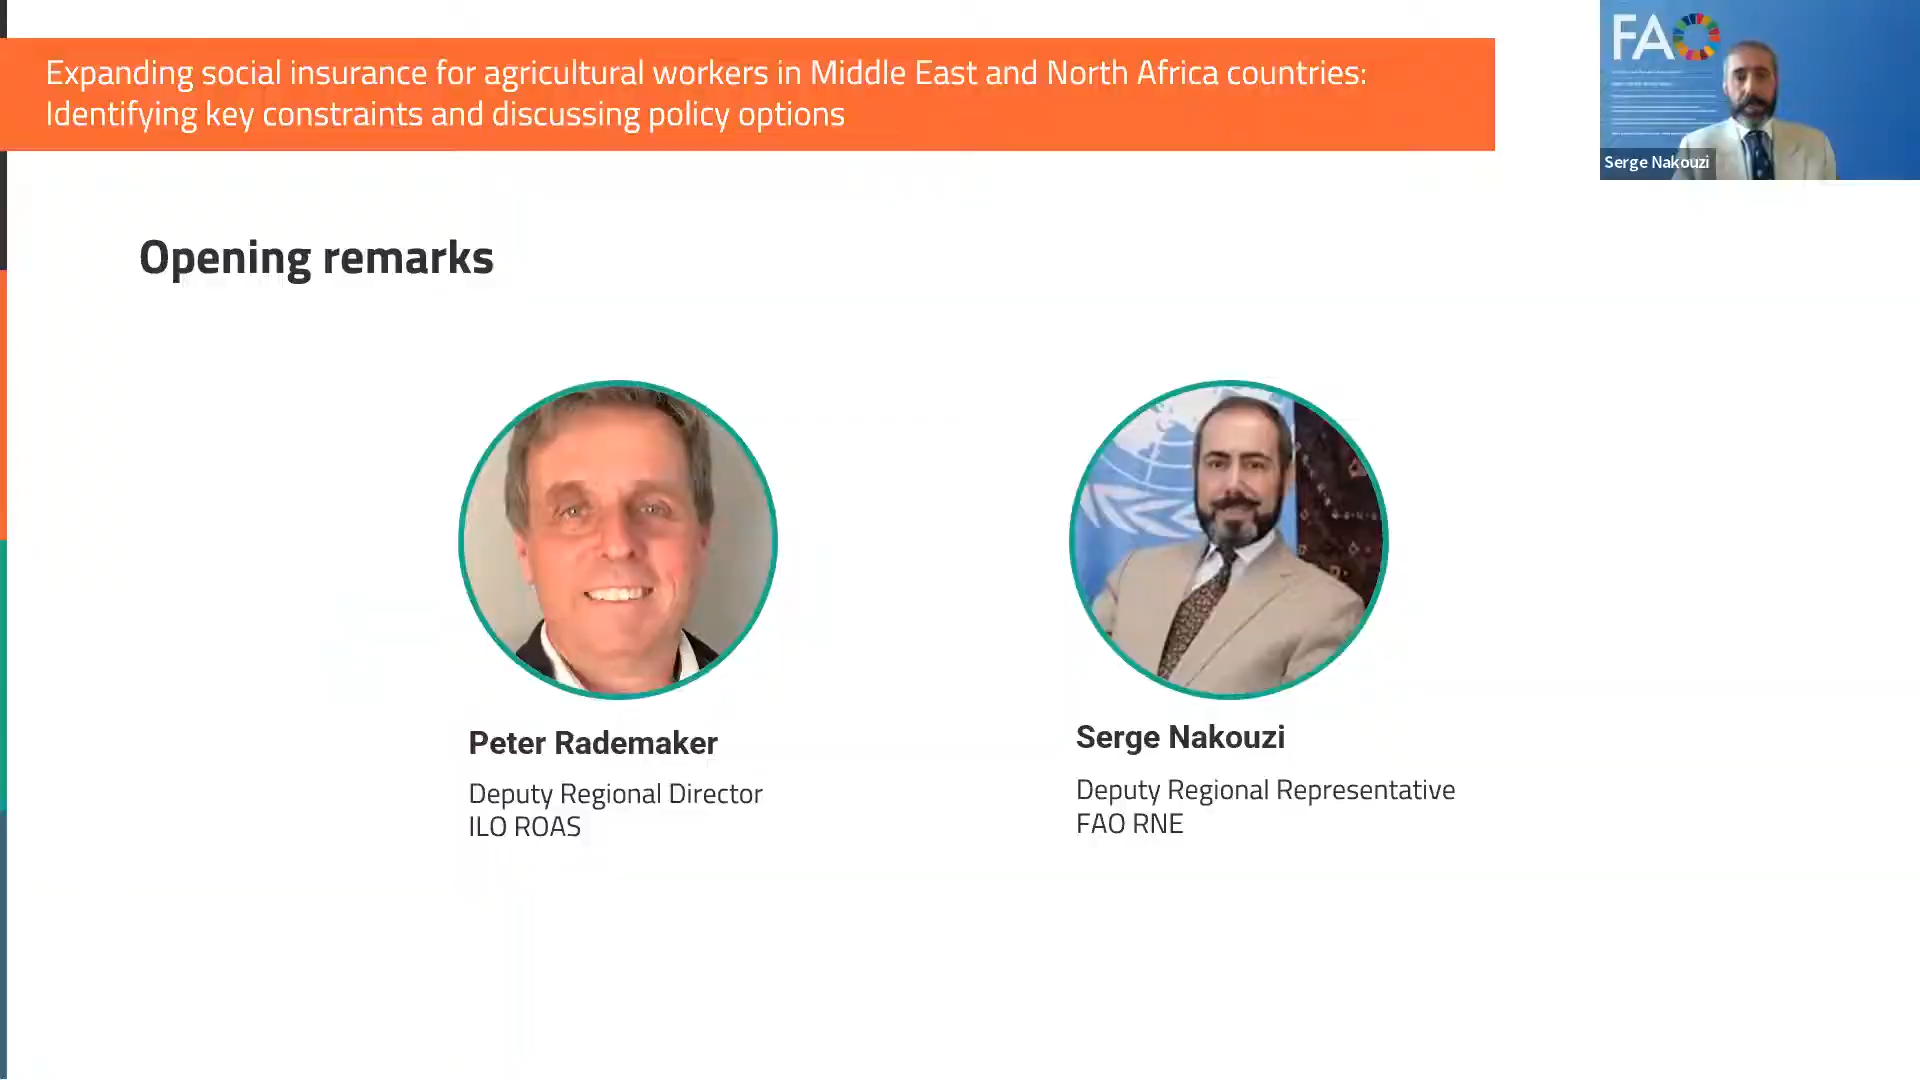 Expanding social insurance for agricultural workers in Middle East and North Africa countries:
Identifying key constraints and discussing policy options
FAO
Serge Nakouzi
Opening remarks
Peter Rademaker
Deputy Regional Director
ILO ROAS
Serge Nakouzi
Deputy Regional Representative
FAO RNE